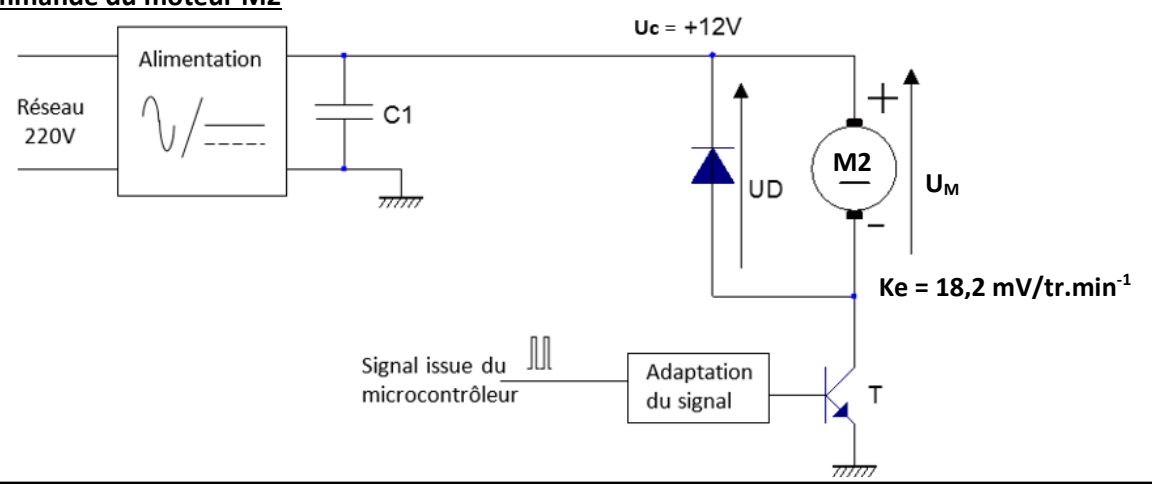 mmande du moteur M2
Uc = +12V
Alimentation
Réseau
220V
C1
+
M2
UD
UM
-
Ke = 18,2 mV/tr.min-1
Signal issue du
microcontrôleur
Adaptation
du signal
T